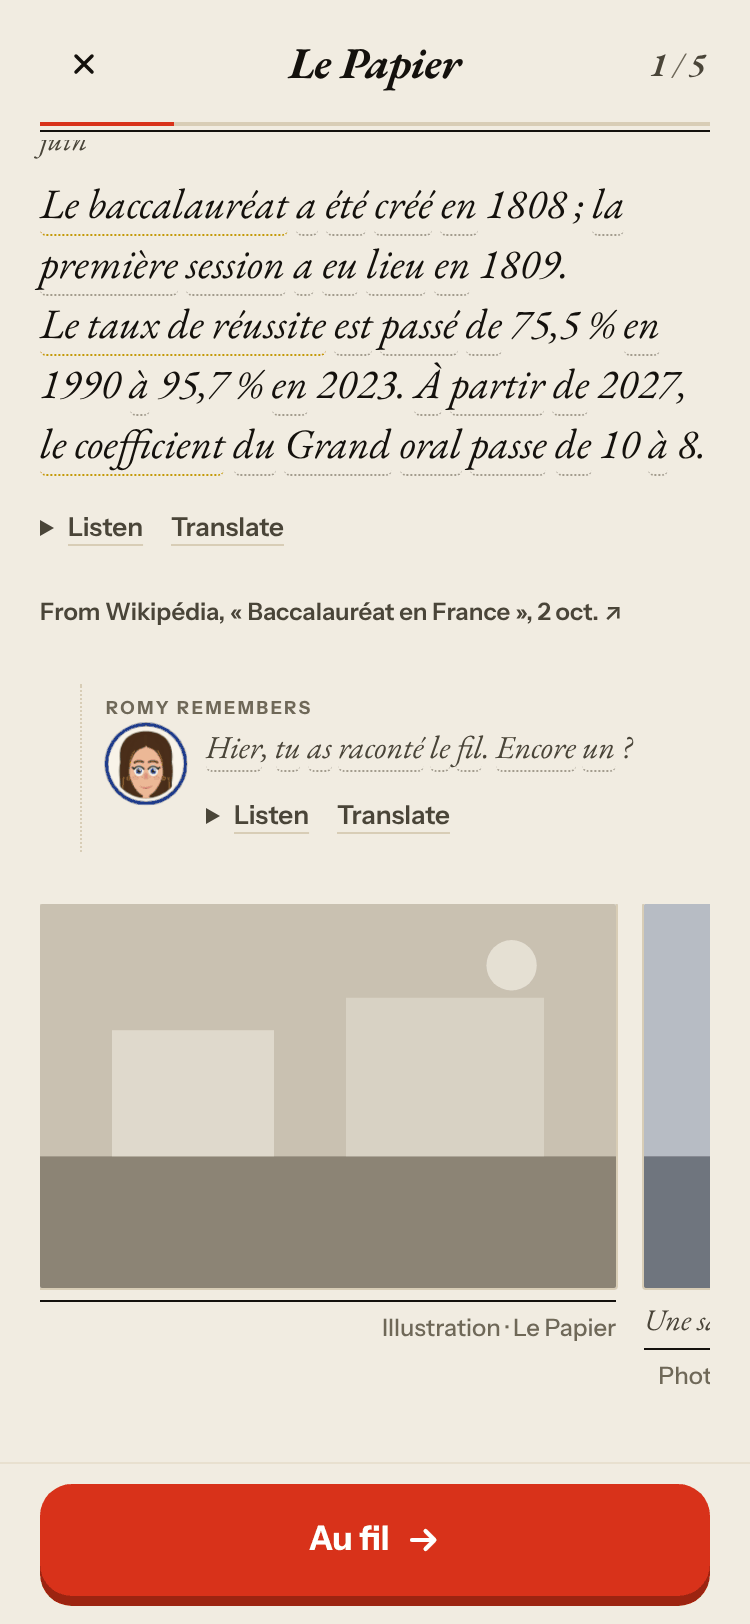 Le Papier
1 / 5
juin
Le baccalauréat a été créé en 1808 ; la
première session a eu lieu en 1809.
Le taux de réussite est passé de 75,5 % en
1990 à 95,7 % en 2023. À partir de 2027,
le coefficient du Grand oral passe de 10 à 8.
Listen Translate
From Wikipédia, « Baccalauréat en France », 2 oct. ↗
ROMY REMEMBERS
Hier, tu as raconté le fil. Encore un ?
Listen Translate
Illustration · Le Papier
Une
Au fil →